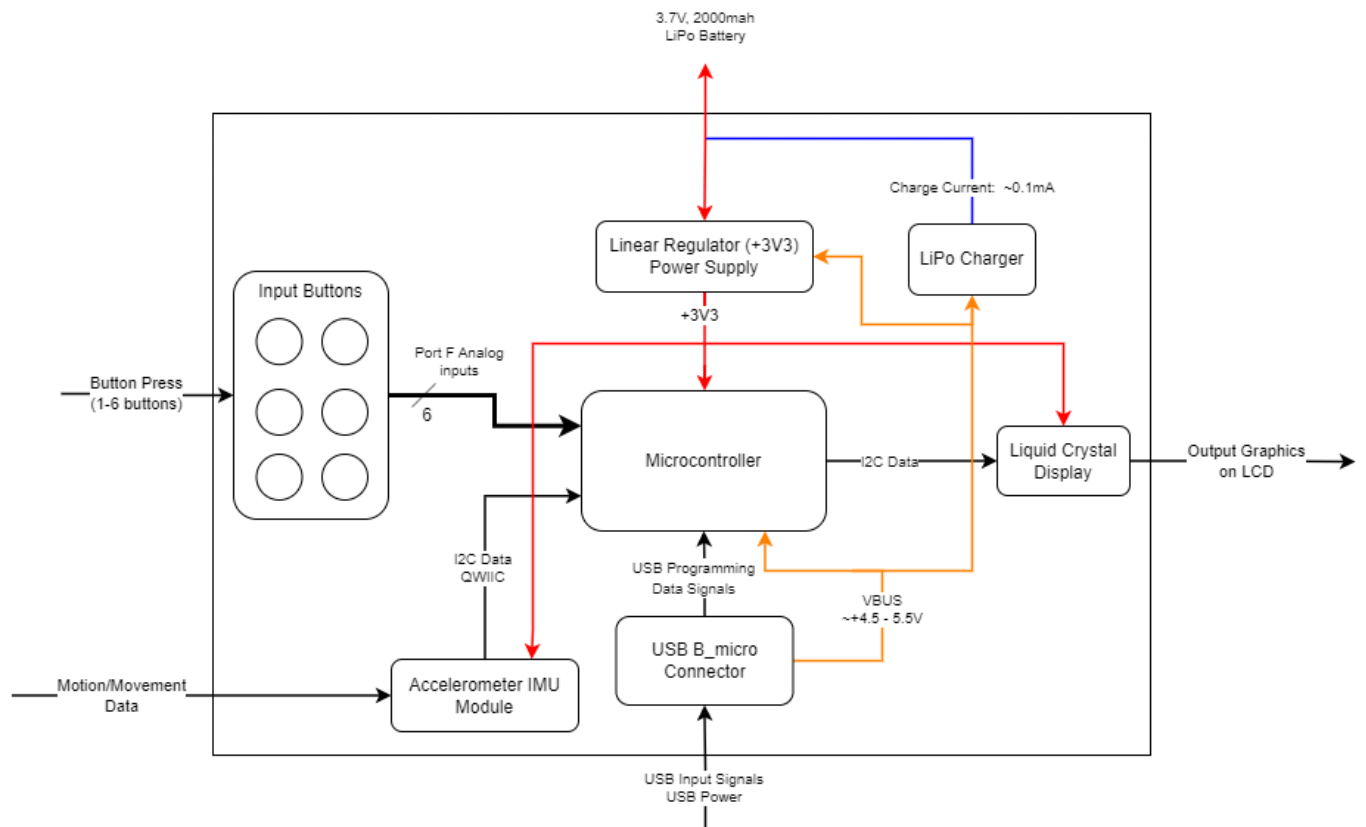 3.7V, 2000mah
LiPo Battery
Charge Current:  ~0.1mA
Linear Regulator (+3V3)
Power Supply
LiPo Charger
Input Buttons
+3V3
Port F Analog
inputs
6
Button Press
(1-6 buttons)
Microcontroller
I2C Data
Liquid Crystal
Display
Output Graphics
on LCD
I2C Data
QWIIC
USB Programming
Data Signals
VBUS
~+4.5 - 5.5V
USB B_micro
Connector
Accelerometer IMU
Module
Motion/Movement
Data
USB Input Signals
USB Power